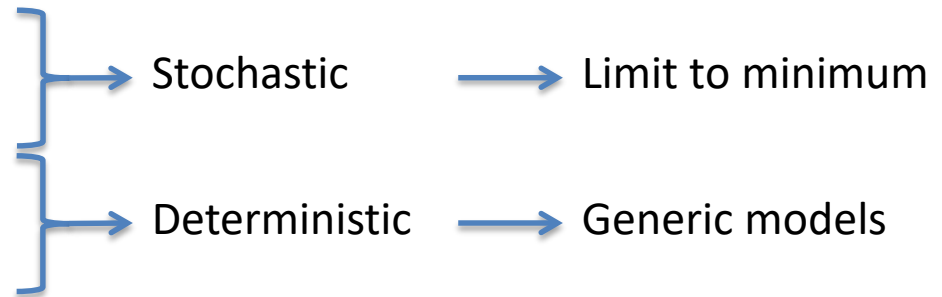 Stochastic Limit to minimum
Deterministic Generic models